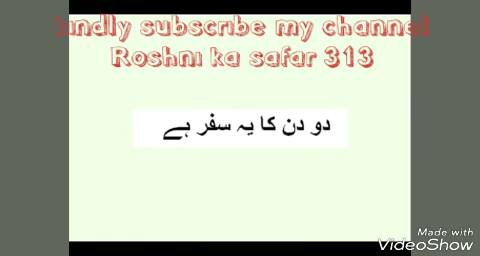 kindly subscribe my channel
Roshni ka safar 313
دو دن کا یہ سفر ہے
Made with
VideoShow